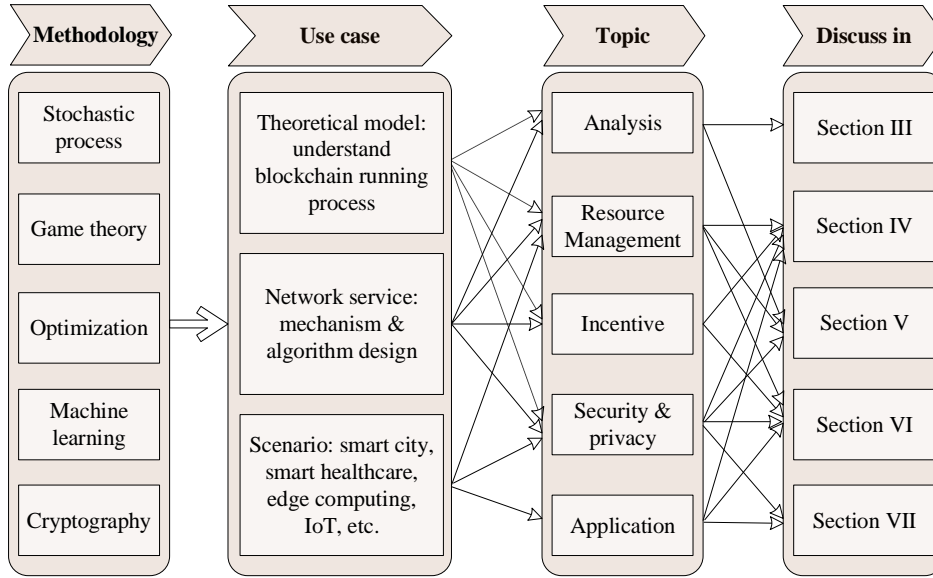 Methodology
Use case
Topic
Discuss in
Stochastic
process
Game theory
Optimization
Machine
learning
Cryptography
Theoretical model:
understand
blockchain running
process
Network service:
mechanism &
algorithm design
Scenario: smart city,
smart healthcare,
edge computing,
IoT, etc.
Analysis
Resource
Management
Incentive
Security &
privacy
Application
Section III
Section IV
Section V
Section VI
Section VII